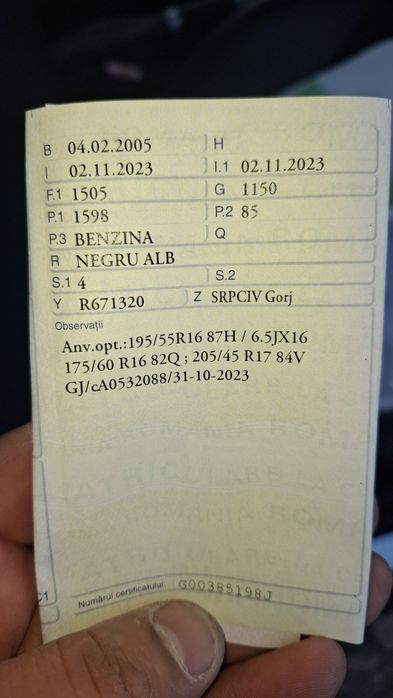 B 04.02.2005 H
I 02.11.2023 I.1 02.11.2023
F.1 1505 G 1150
P.1 1598 P.2 85
P.3 BENZINA Q
R NEGRU ALB
S.1 4 S.2
Y R671320 Z SRPCIV Gorj
Observații
Anv.opt.:195/55R16 87H / 6.5JX16
175/60 R16 82Q ; 205/45 R17 84V
GJ/cA0532088/31-10-2023
C1
Numărul certificatului G00385198J